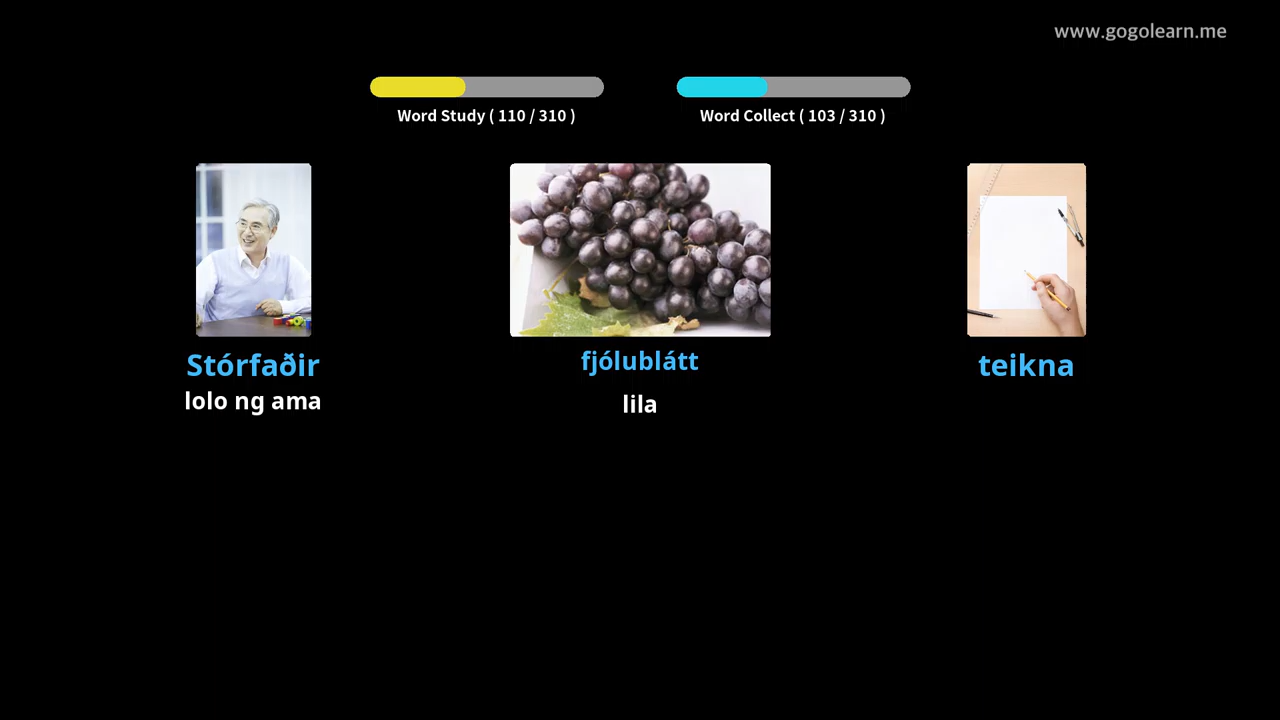 www.gogolearn.me
Word Study ( 110 / 310 )
Word Collect ( 103 / 310 )
Stórfaðir
lolo ng ama
fjólublátt
lila
teikna